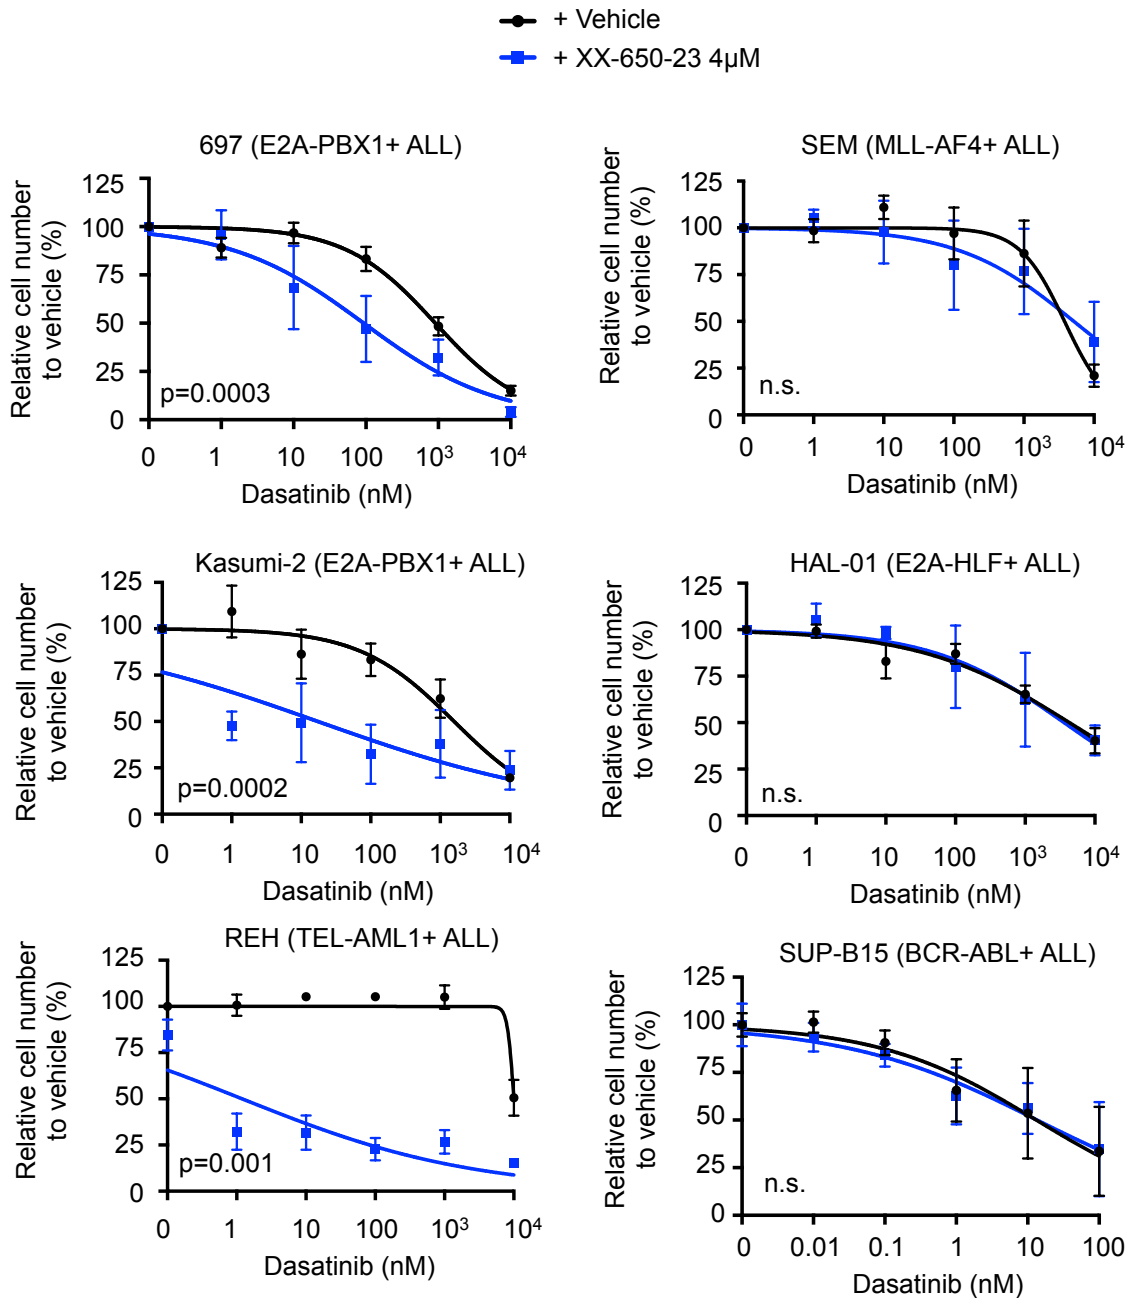 + Vehicle
+ XX-650-23 4µM
697 (E2A-PBX1+ ALL)
Relative cell number
to vehicle (%)
125
100
75
50
25
0
p=0.0003
0 1 10 100 10³ 10⁴
Dasatinib (nM)
SEM (MLL-AF4+ ALL)
Relative cell number
to vehicle (%)
125
100
75
50
25
0
n.s.
0 1 10 100 10³ 10⁴
Dasatinib (nM)
Kasumi-2 (E2A-PBX1+ ALL)
Relative cell number
to vehicle (%)
125
100
75
50
25
0
p=0.0002
0 1 10 100 10³ 10⁴
Dasatinib (nM)
HAL-01 (E2A-HLF+ ALL)
Relative cell number
to vehicle (%)
125
100
75
50
25
0
n.s.
0 1 10 100 10³ 10⁴
Dasatinib (nM)
REH (TEL-AML1+ ALL)
Relative cell number
to vehicle (%)
125
100
75
50
25
0
p=0.001
0 1 10 100 10³ 10⁴
Dasatinib (nM)
SUP-B15 (BCR-ABL+ ALL)
Relative cell number
to vehicle (%)
125
100
75
50
25
0
n.s.
0 0.01 0.1 1 10 100
Dasatinib (nM)